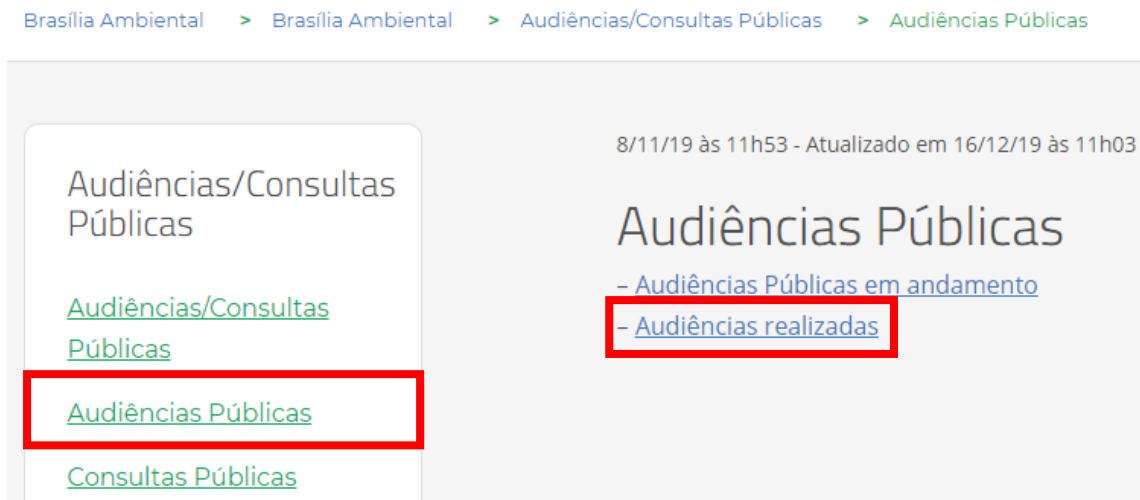 Brasília Ambiental > Brasília Ambiental > Audiências/Consultas Públicas > Audiências Públicas
Audiências/Consultas
Públicas
Audiências/Consultas
Públicas
Audiências Públicas
Consultas Públicas
8/11/19 às 11h53 - Atualizado em 16/12/19 às 11h03
Audiências Públicas
– Audiências Públicas em andamento
– Audiências realizadas